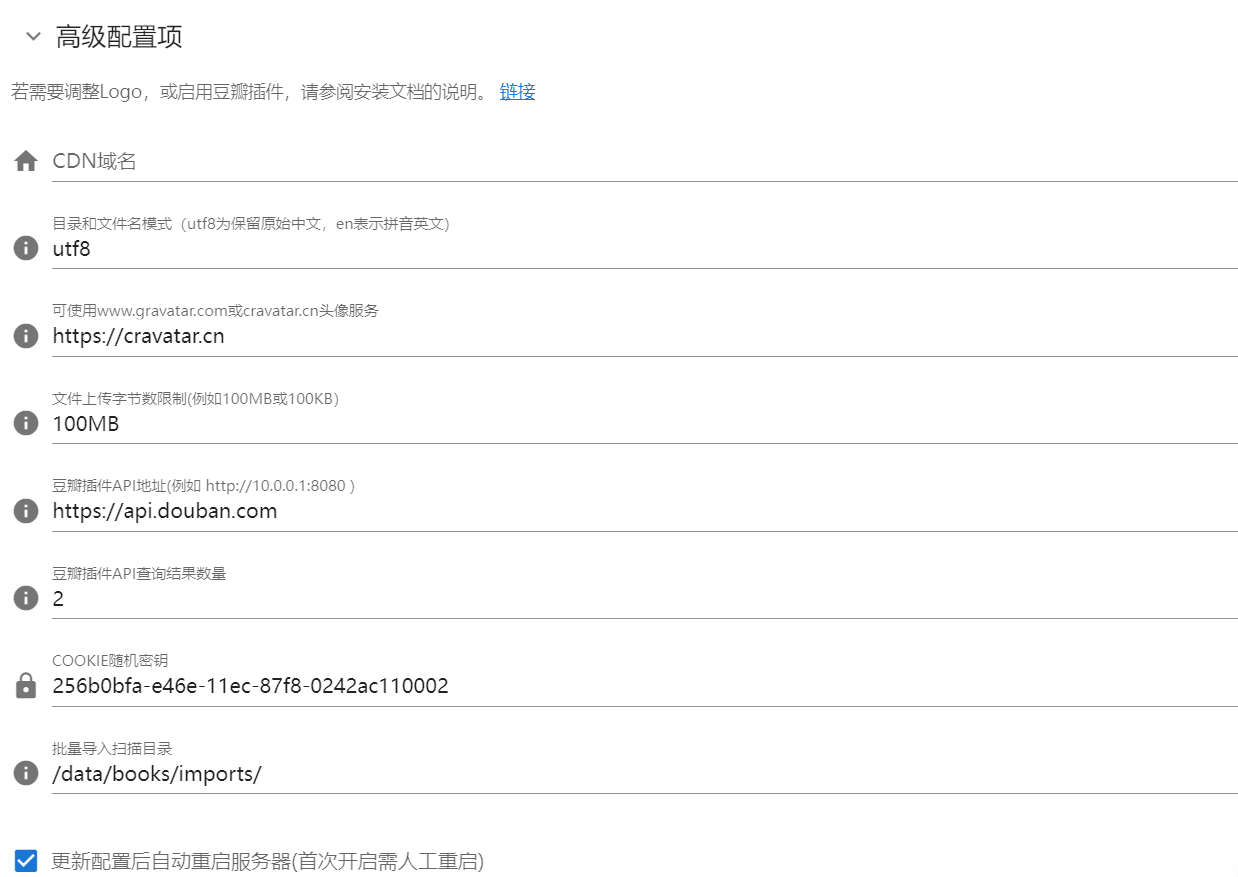 高级配置项
若需要调整Logo，或启用豆瓣插件，请参阅安装文档的说明。 链接
CDN域名
目录和文件名模式（utf8为保留原始中文，en表示拼音英文）
utf8
可使用www.gravatar.com或cravatar.cn头像服务
https://cravatar.cn
文件上传字节数限制(例如100MB或100KB）
100MB
豆瓣插件API地址(例如 http://10.0.0.1:8080 )
https://api.douban.com
豆瓣插件API查询结果数量
2
COOKIE随机密钥
256b0bfa-e46e-11ec-87f8-0242ac110002
批量导入扫描目录
/data/books/imports/
更新配置后自动重启服务器(首次开启需人工重启)